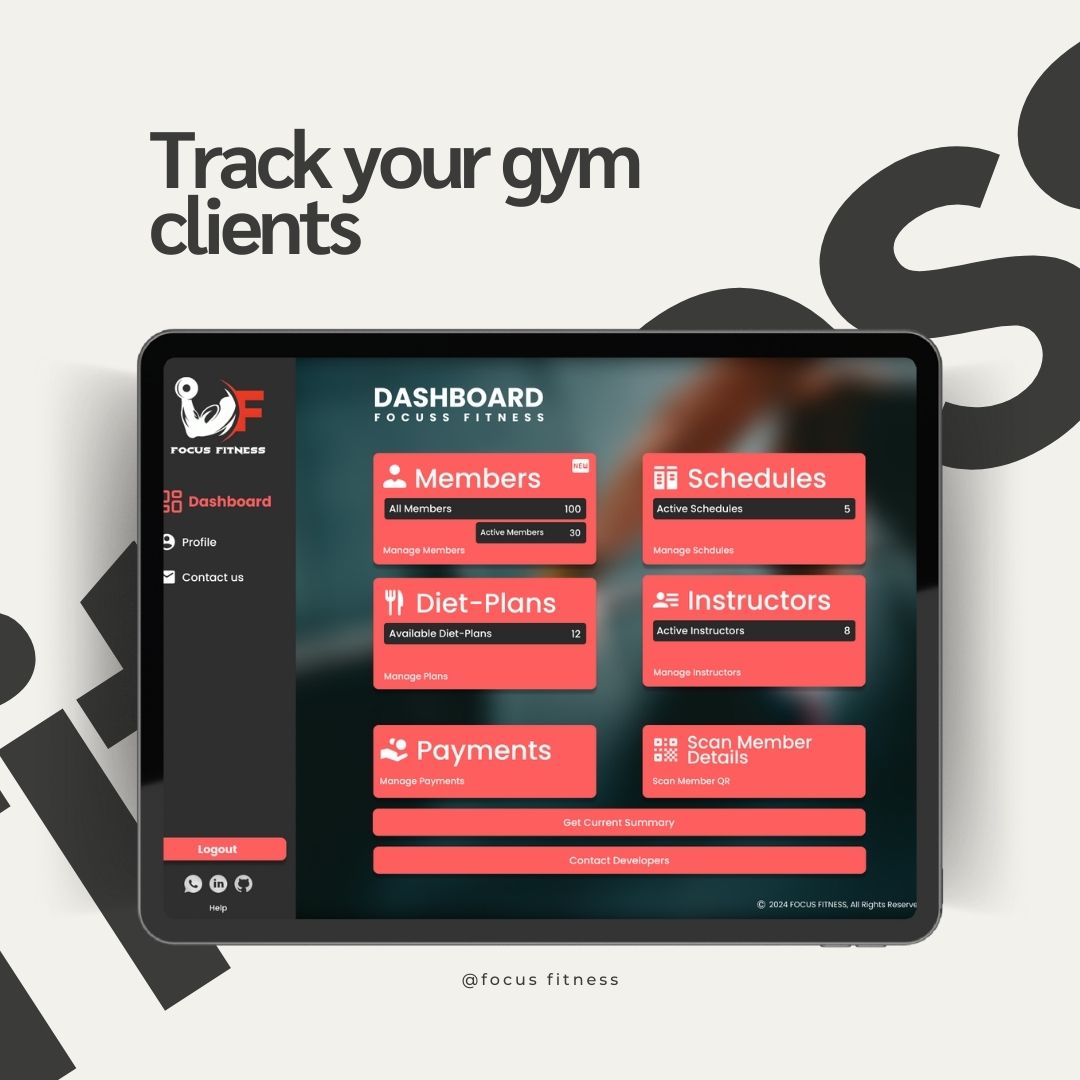 Track your gym
clients
FOCUS FITNESS
Dashboard
Profile
Contact us
Logout
Help
DASHBOARD
FOCUSS FITNESS
Members
NEW
All Members 100
Active Members 30
Manage Members
Schedules
Active Schedules 5
Manage Schdules
Diet-Plans
Available Diet-Plans 12
Manage Plans
Instructors
Active Instructors 8
Manage Instructors
Payments
Manage Payments
Scan Member
Details
Scan Member QR
Get Current Summary
Contact Developers
© 2024 FOCUS FITNESS, All Rights Reserve
@focus fitness